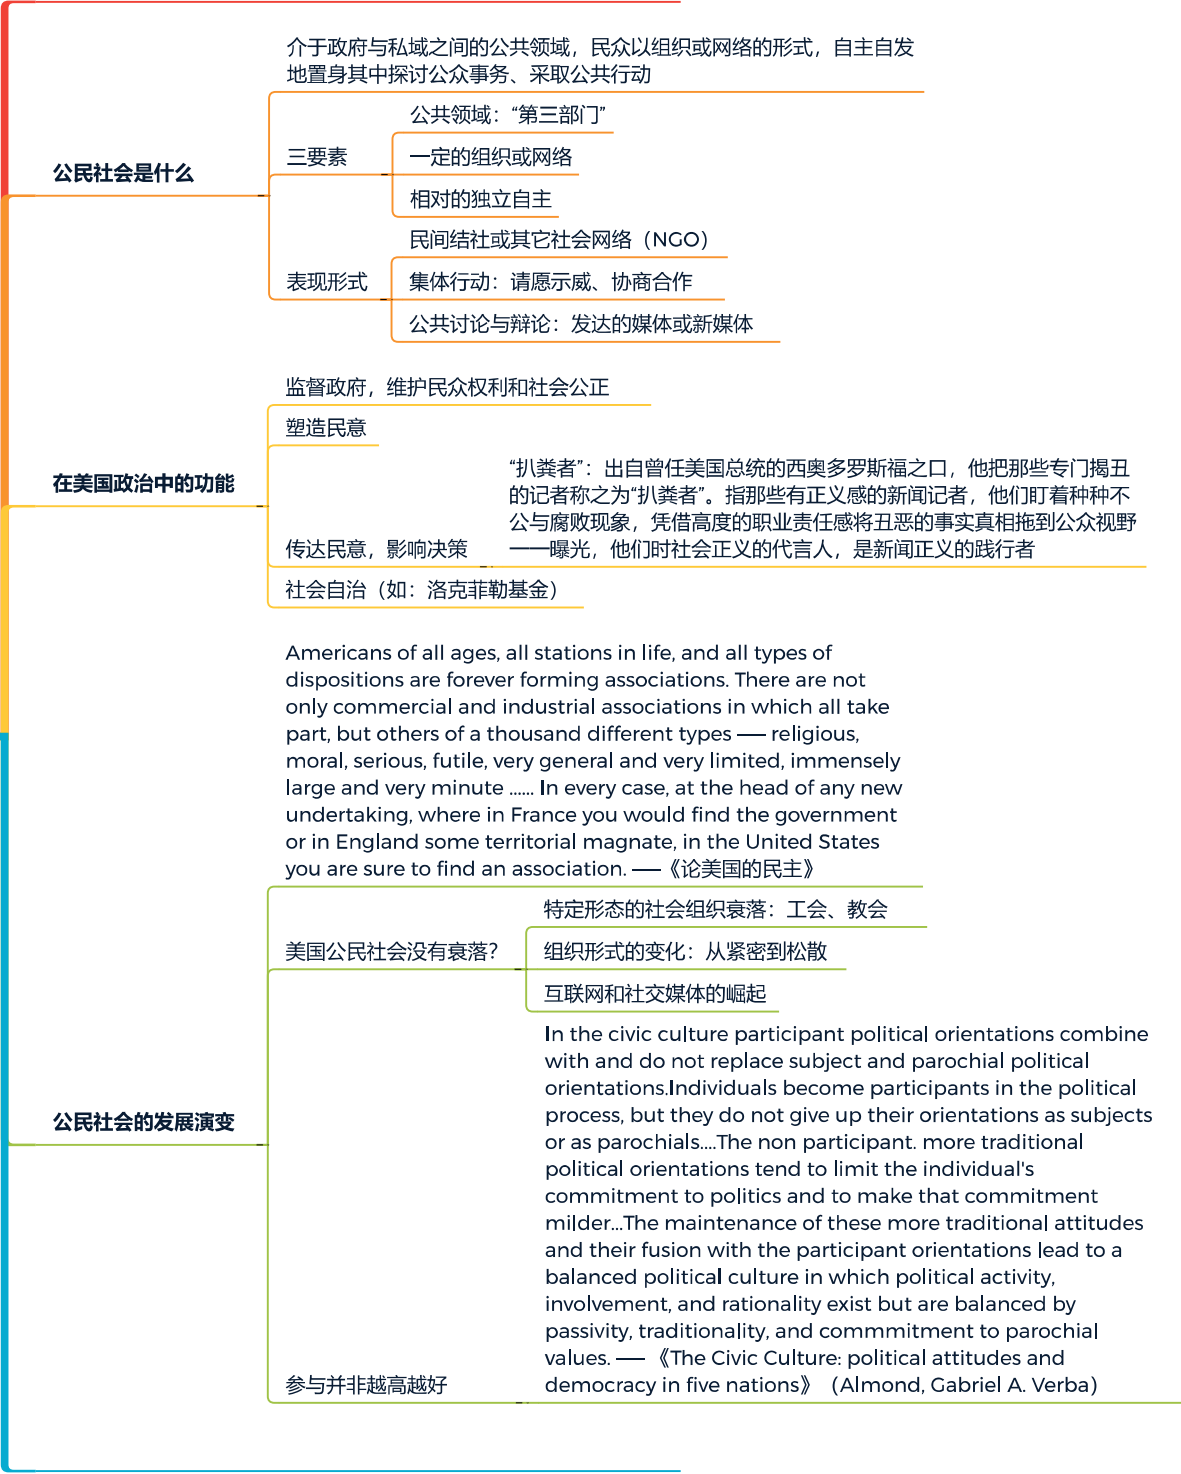 介于政府与私域之间的公共领域，民众以组织或网络的形式，自主自发
地置身其中探讨公众事务、采取公共行动
公共领域：“第三部门”
三要素
一定的组织或网络
公民社会是什么
相对的独立自主
民间结社或其它社会网络（NGO）
表现形式
集体行动：请愿示威、协商合作
公共讨论与辩论：发达的媒体或新媒体
监督政府，维护民众权利和社会公正
塑造民意
在美国政治中的功能
“扒粪者”：出自曾任美国总统的西奥多罗斯福之口，他把那些专门揭丑
的记者称之为“扒粪者”。指那些有正义感的新闻记者，他们盯着种种不
公与腐败现象，凭借高度的职业责任感将丑恶的事实真相拖到公众视野
——曝光，他们时社会正义的代言人，是新闻正义的践行者
传达民意，影响决策
社会自治（如：洛克菲勒基金）
Americans of all ages, all stations in life, and all types of
dispositions are forever forming associations. There are not
only commercial and industrial associations in which all take
part, but others of a thousand different types —— religious,
moral, serious, futile, very general and very limited, immensely
large and very minute ...... In every case, at the head of any new
undertaking, where in France you would find the government
or in England some territorial magnate, in the United States
you are sure to find an association. ——《论美国的民主》
特定形态的社会组织衰落：工会、教会
美国公民社会没有衰落？
组织形式的变化：从紧密到松散
互联网和社交媒体的崛起
公民社会的发展演变
In the civic culture participant political orientations combine
with and do not replace subject and parochial political
orientations.Individuals become participants in the political
process, but they do not give up their orientations as subjects
or as parochials....The non participant. more traditional
political orientations tend to limit the individual's
commitment to politics and to make that commitment
milder...The maintenance of these more traditional attitudes
and their fusion with the participant orientations lead to a
balanced political culture in which political activity,
involvement, and rationality exist but are balanced by
passivity, traditionality, and commmitment to parochial
values. —— 《The Civic Culture: political attitudes and
democracy in five nations》（Almond, Gabriel A. Verba）
参与并非越高越好